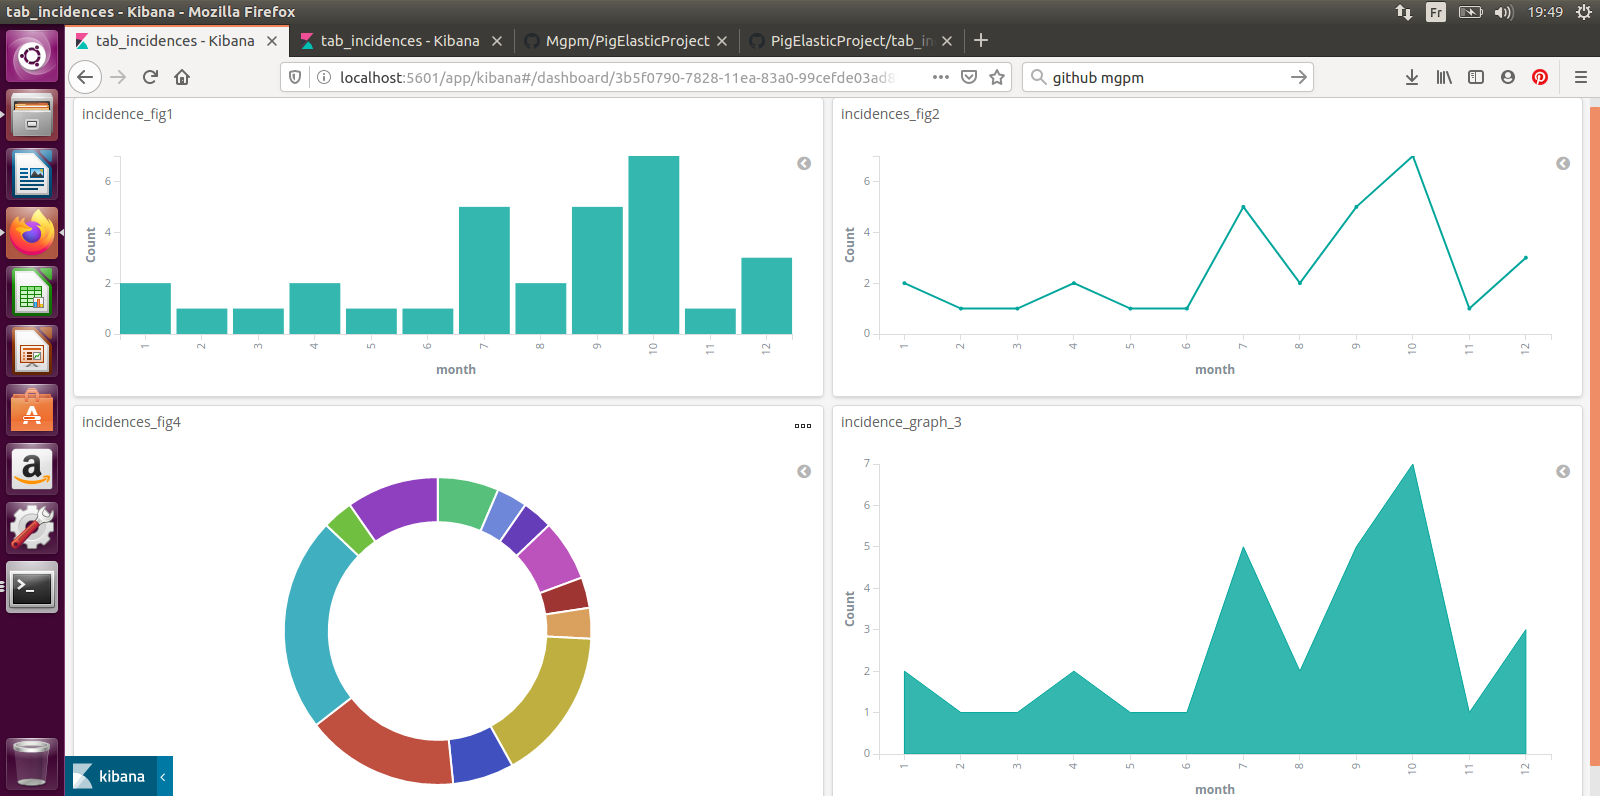 tab_incidences - Kibana - Mozilla Firefox
Fr
19:49
tab_incidences - Kibana
tab_incidences - Kibana
Mgpm/PigElasticProject
PigElasticProject/tab_in
localhost:5601/app/kibana#/dashboard/3b5f0790-7828-11ea-83a0-99cefde03ad8
github mgpm
incidence_fig1
6
4
2
0
Count
1 2 3 4 5 6 7 8 9 10 11 12
month
incidences_fig2
6
4
2
0
Count
1 2 3 4 5 6 7 8 9 10 11 12
month
incidences_fig4
incidence_graph_3
7
6
5
4
3
2
1
0
Count
1 2 3 4 5 6 7 8 9 10 11 12
month
kibana